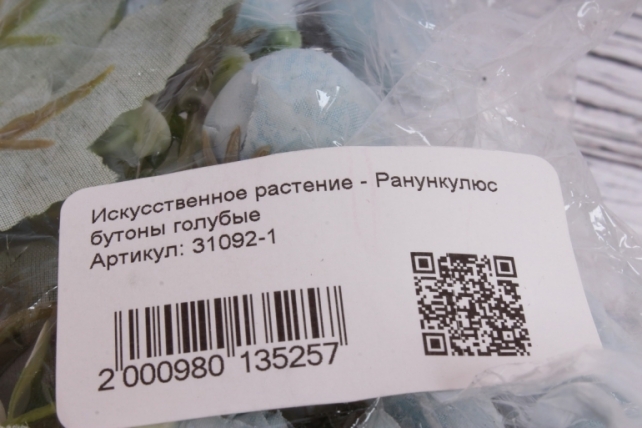 Искусственное растение - Ранункулюс
бутоны голубые
Артикул: 31092-1
2 000980 135257